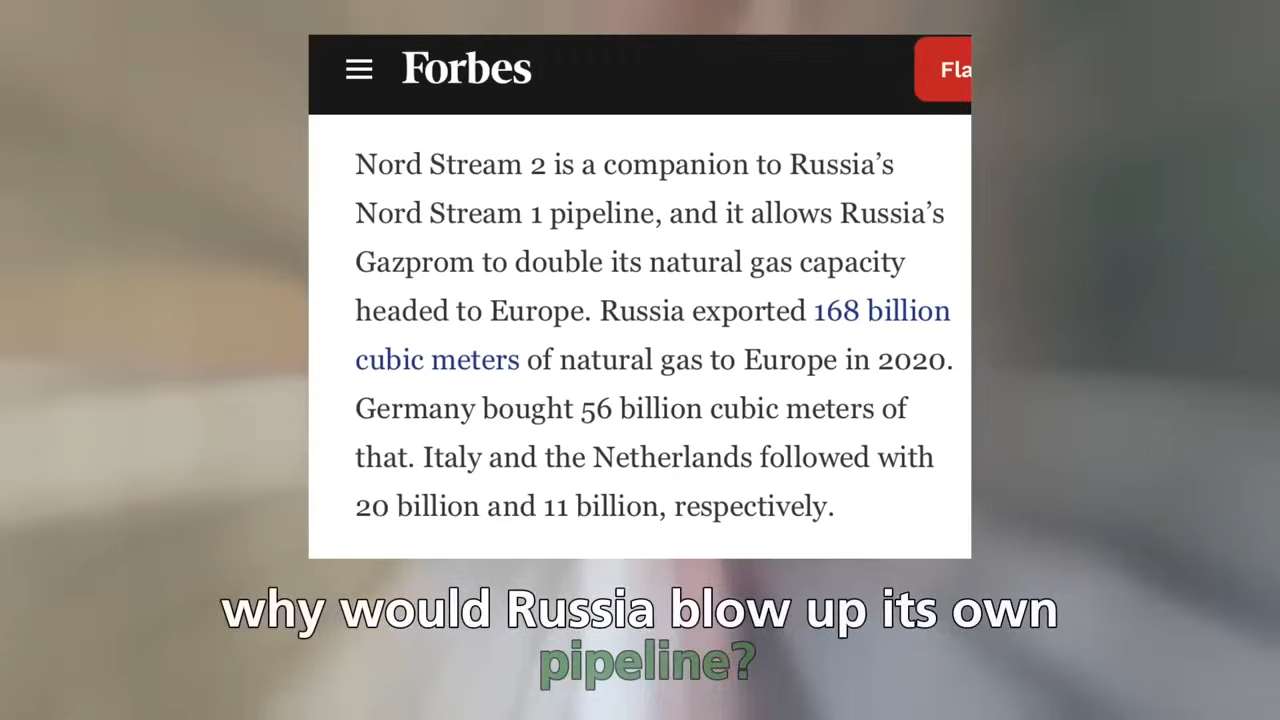 Forbes
Fla
Nord Stream 2 is a companion to Russia’s
Nord Stream 1 pipeline, and it allows Russia’s
Gazprom to double its natural gas capacity
headed to Europe. Russia exported 168 billion
cubic meters of natural gas to Europe in 2020.
Germany bought 56 billion cubic meters of
that. Italy and the Netherlands followed with
20 billion and 11 billion, respectively.
why would Russia blow up its own
pipeline?